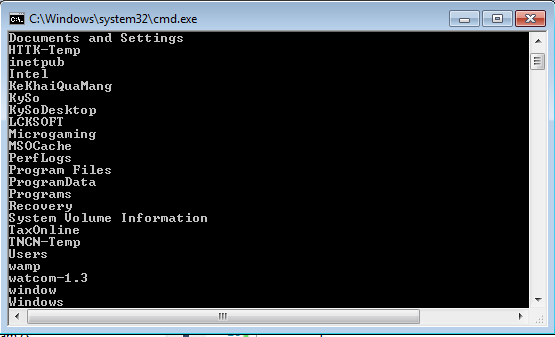 C:\Windows\system32\cmd.exe
Documents and Settings
HTTK-Temp
inetpub
Intel
KeKhaiQuaMang
KySo
KySoDesktop
LCKSOFT
Microgaming
MSOCache
PerfLogs
Program Files
ProgramData
Programs
Recovery
System Volume Information
TaxOnline
TNCN-Temp
Users
wamp
watcom-1.3
window
Windows